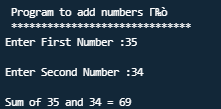 Program to add numbers Γ₧ò
******************************
Enter First Number :35
Enter Second Number :34
Sum of 35 and 34 = 69